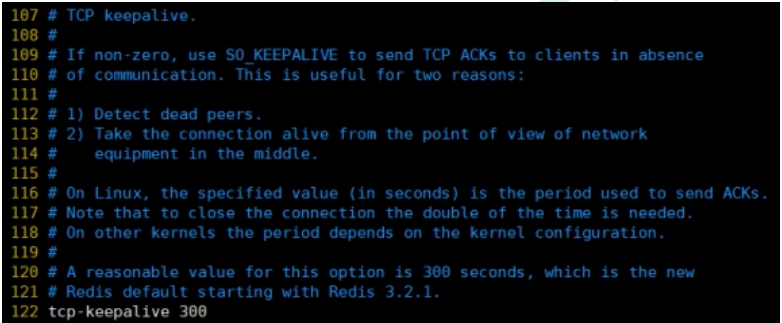 107 # TCP keepalive.
108 #
109 # If non-zero, use SO_KEEPALIVE to send TCP ACKs to clients in absence
110 # of communication. This is useful for two reasons:
111 #
112 # 1) Detect dead peers.
113 # 2) Take the connection alive from the point of view of network
114 #    equipment in the middle.
115 #
116 # On Linux, the specified value (in seconds) is the period used to send ACKs.
117 # Note that to close the connection the double of the time is needed.
118 # On other kernels the period depends on the kernel configuration.
119 #
120 # A reasonable value for this option is 300 seconds, which is the new
121 # Redis default starting with Redis 3.2.1.
122 tcp-keepalive 300